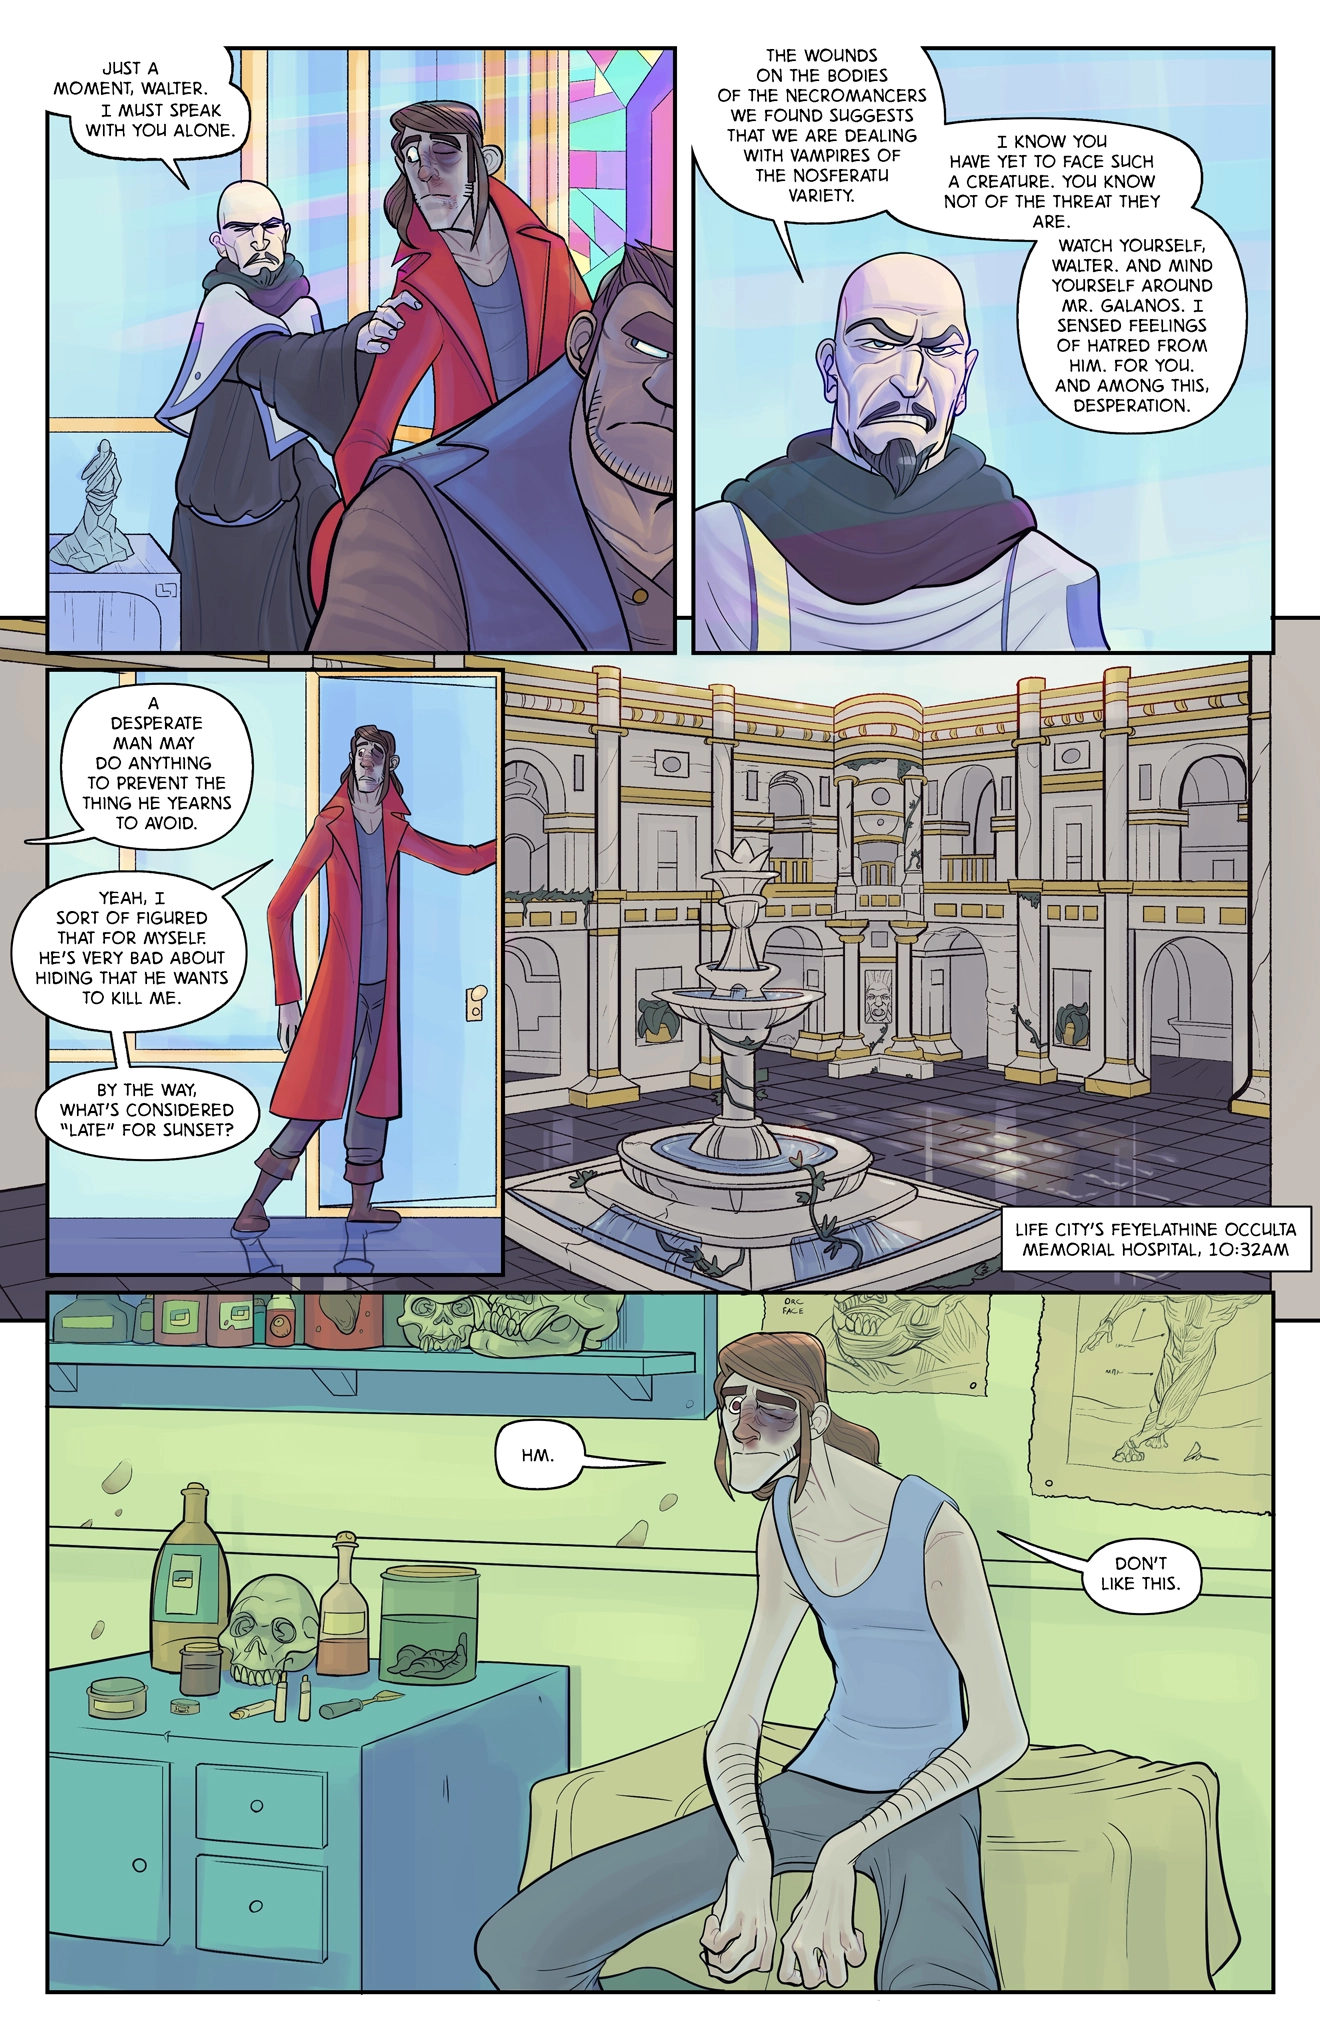 JUST A
MOMENT, WALTER.
I MUST SPEAK
WITH YOU ALONE.
THE WOUNDS
ON THE BODIES
OF THE NECROMANCERS
WE FOUND SUGGESTS
THAT WE ARE DEALING
WITH VAMPIRES OF
THE NOSFERATU
VARIETY.
I KNOW YOU
HAVE YET TO FACE SUCH
A CREATURE. YOU KNOW
NOT OF THE THREAT THEY
ARE.
WATCH YOURSELF,
WALTER. AND MIND
YOURSELF AROUND
MR. GALANOS. I
SENSED FEELINGS
OF HATRED FROM
HIM. FOR YOU.
AND AMONG THIS,
DESPERATION.
A
DESPERATE
MAN MAY
DO ANYTHING
TO PREVENT THE
THING HE YEARNS
TO AVOID.
YEAH, I
SORT OF FIGURED
THAT FOR MYSELF.
HE'S VERY BAD ABOUT
HIDING THAT HE WANTS
TO KILL ME.
BY THE WAY,
WHAT'S CONSIDERED
"LATE" FOR SUNSET?
LIFE CITY'S FEYELATHINE OCCULTA
MEMORIAL HOSPITAL, 10:32AM
ORC
FACE
HM.
DON'T
LIKE THIS.